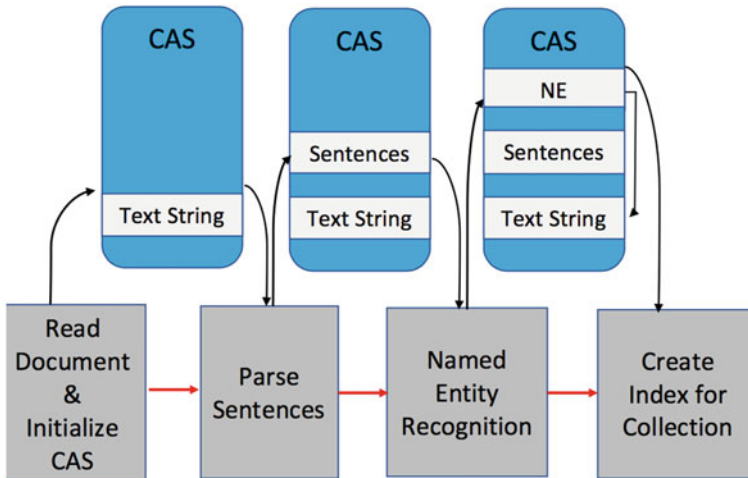 CAS
Text String
CAS
Sentences
Text String
CAS
NE
Sentences
Text String
Read
Document
&
Initialize
CAS
Parse
Sentences
Named
Entity
Recognition
Create
Index for
Collection